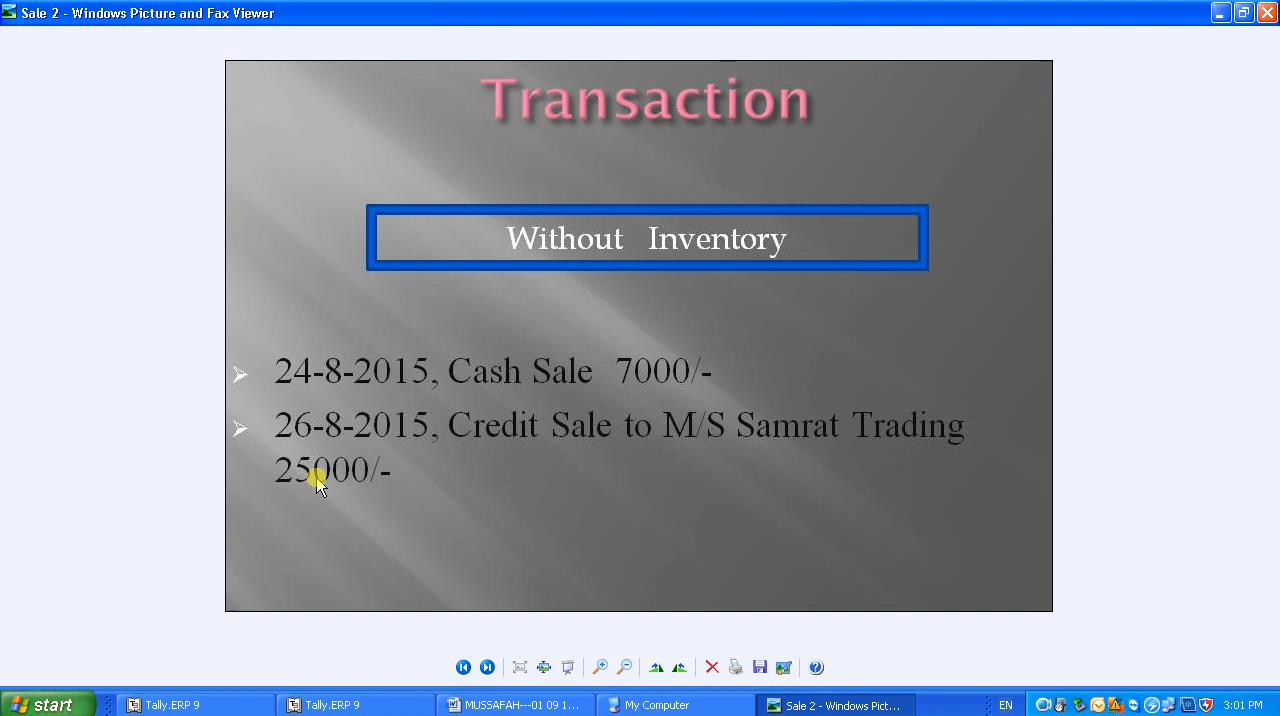 Sale 2 - Windows Picture and Fax Viewer
Transaction
Without Inventory
24-8-2015, Cash Sale 7000/-
26-8-2015, Credit Sale to M/S Samrat Trading
25000/-
start
Tally.ERP 9
Tally.ERP 9
MUSSAFAH---01 09 1...
My Computer
Sale 2 - Windows Pict...
EN
3:01 PM